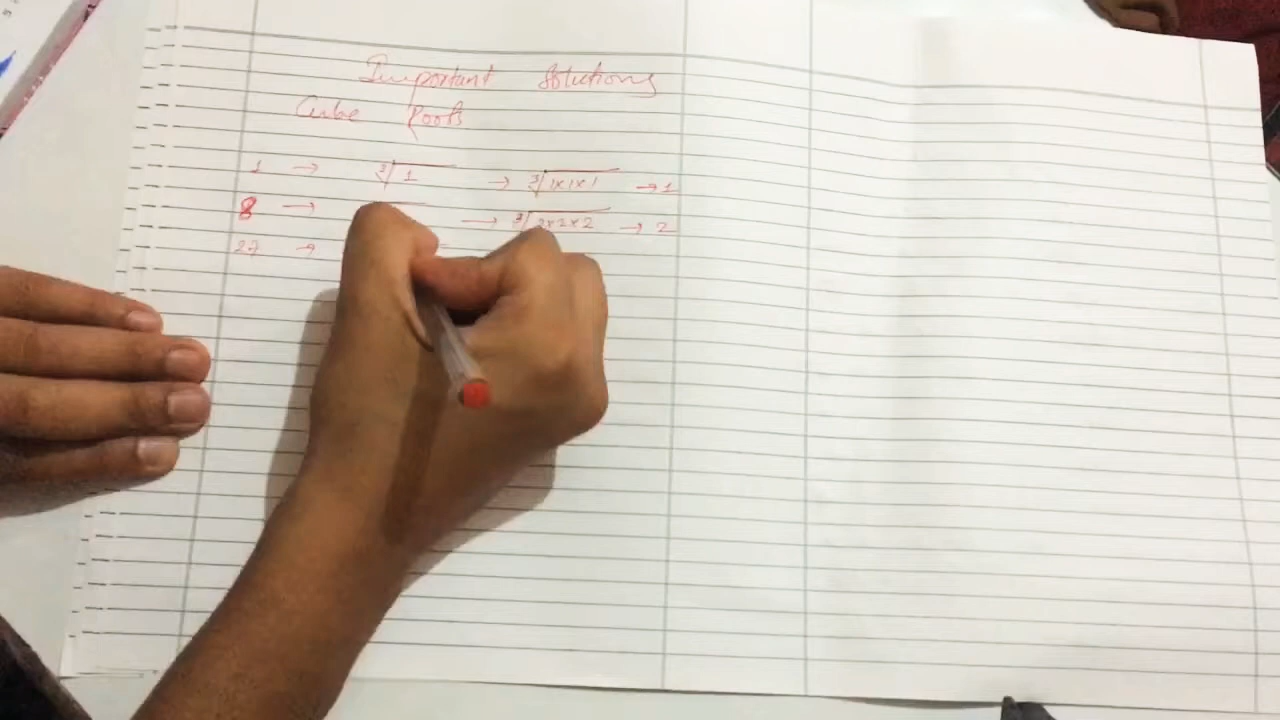 Important Solutions
Cube Roots
1 → ∛1 → ∛1×1×1 → 1
8 → → ∛2×2×2 → 2
27 →